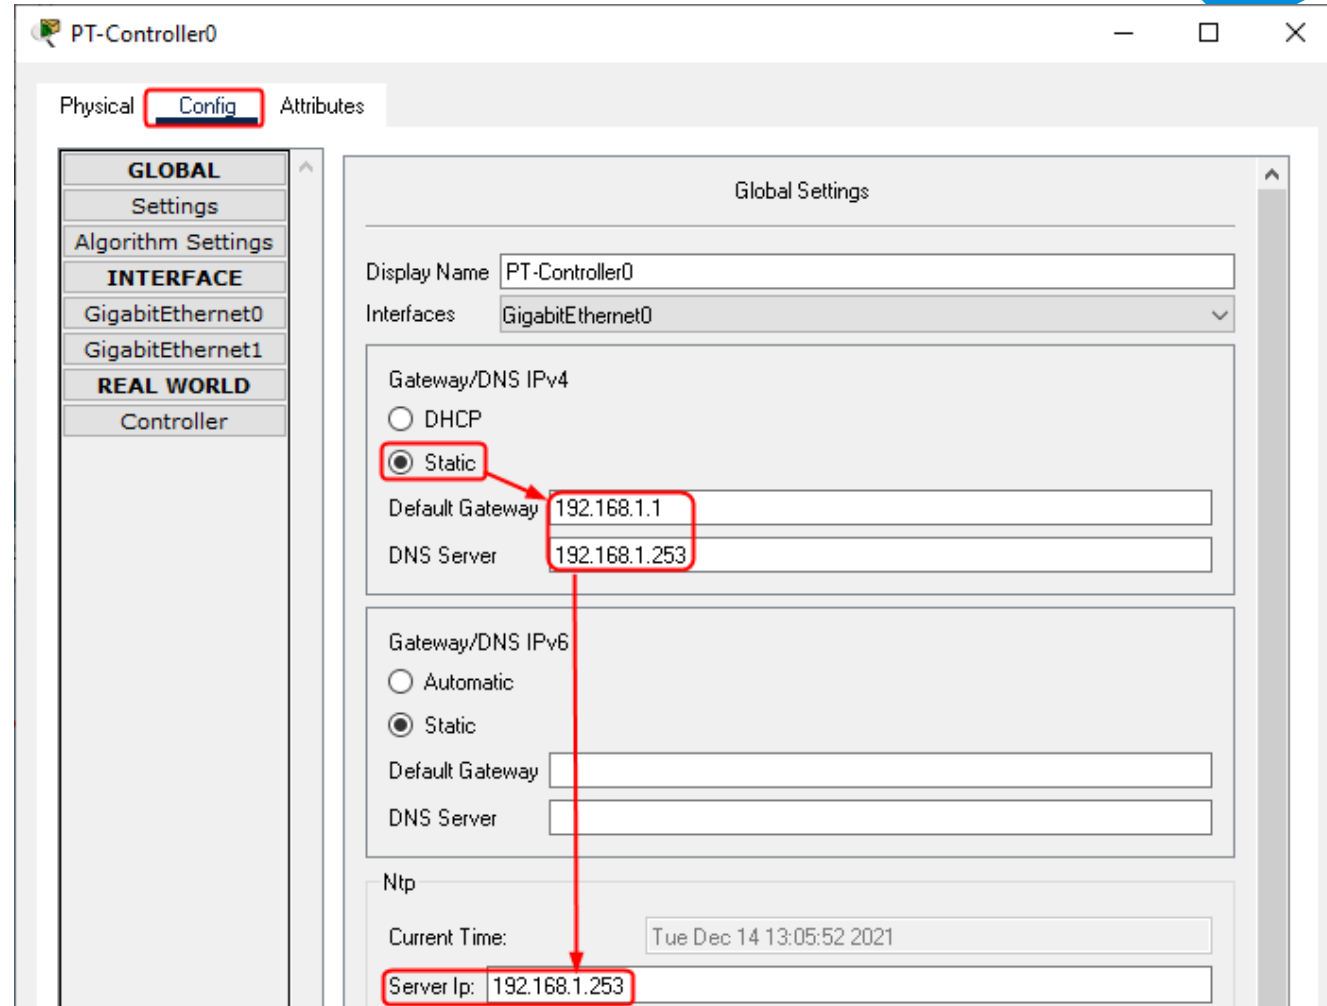 PT-Controller0
Physical Config Attributes
GLOBAL
Settings
Algorithm Settings
INTERFACE
GigabitEthernet0
GigabitEthernet1
REAL WORLD
Controller
Global Settings
Display Name PT-Controller0
Interfaces GigabitEthernet0
Gateway/DNS IPv4
DHCP
Static
Default Gateway 192.168.1.1
DNS Server 192.168.1.253
Gateway/DNS IPv6
Automatic
Static
Default Gateway
DNS Server
Ntp
Current Time: Tue Dec 14 13:05:52 2021
Server Ip: 192.168.1.253